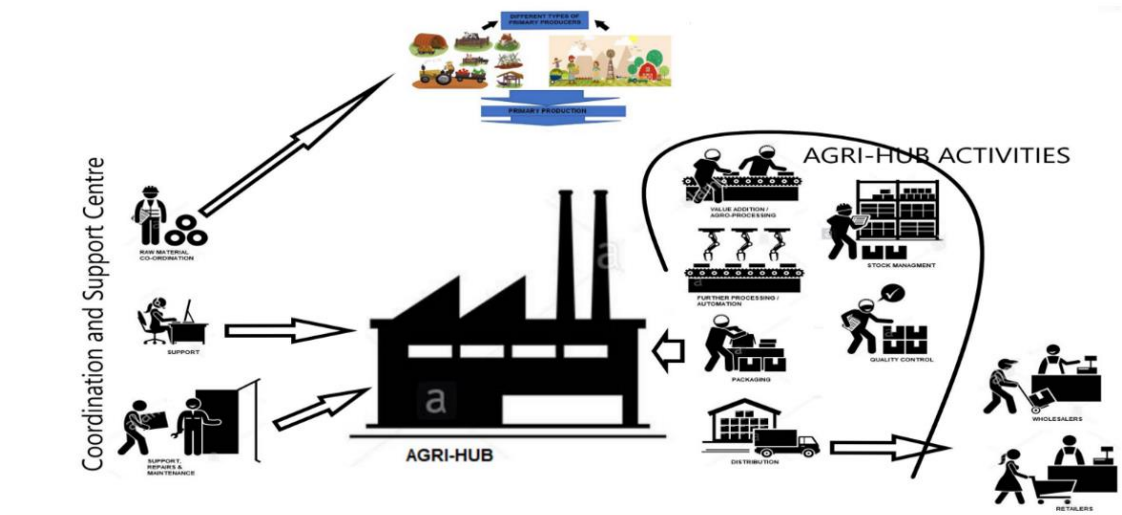 DIFFERENT TYPES OF
PRIMARY PRODUCERS
PRIMARY PRODUCTION
Coordination and Support Centre
RAW MATERIAL
CO-ORDINATION
SUPPORT
SUPPORT,
REPAIRS &
MAINTENANCE
a
a
AGRI-HUB
AGRI-HUB ACTIVITIES
VALUE ADDITION /
AGRO-PROCESSING
STOCK MANAGMENT
FURTHER PROCESSING /
AUTOMATION
QUALITY CONTROL
PACKAGING
DISTRIBUTION
WHOLESALERS
RETAILERS